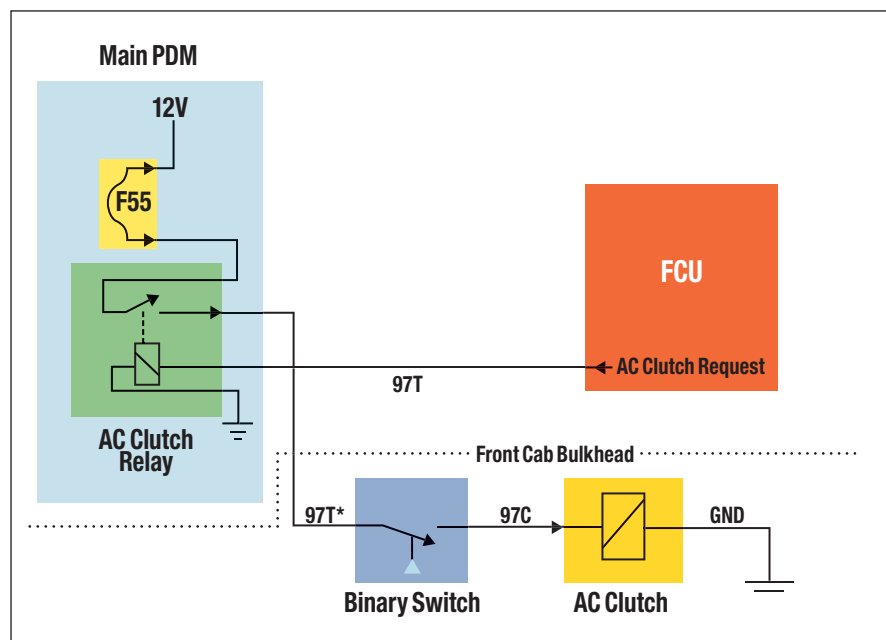 Main PDM
12V
F55
FCU
AC Clutch Request
97T
AC Clutch
Relay
Front Cab Bulkhead
97T*
97C
GND
Binary Switch
AC Clutch